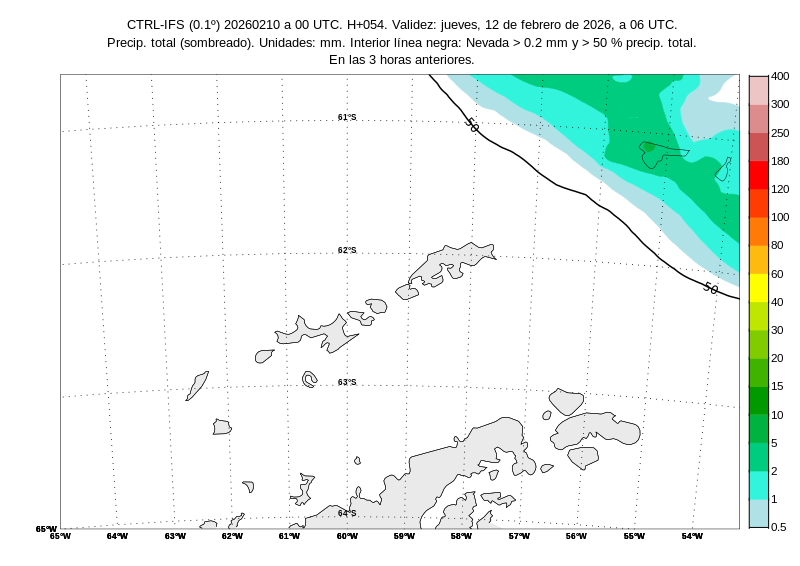 CTRL-IFS (0.1º) 20260210 a 00 UTC. H+054. Validez: jueves, 12 de febrero de 2026, a 06 UTC.
Precip. total (sombreado). Unidades: mm. Interior línea negra: Nevada > 0.2 mm y > 50 % precip. total.
En las 3 horas anteriores.
400
300
250
180
120
100
80
60
40
30
20
15
10
5
2
1
0.5
61°S
62°S
63°S
64°S
50
50
65°W
65°W
64°W
63°W
62°W
61°W
60°W
59°W
58°W
57°W
56°W
55°W
54°W